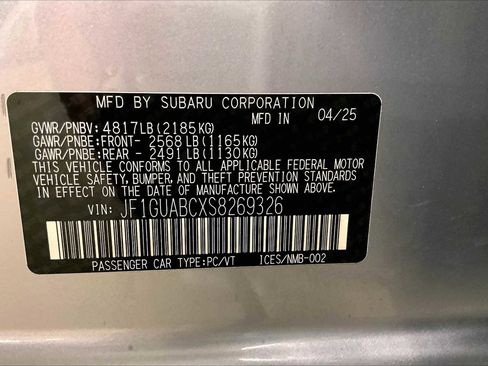 MFD BY SUBARU CORPORATION
MFD IN 04/25
GVWR/PNBV: 4817LB(2185KG)
GAWR/PNBE:FRONT- 2568LB(1165KG)
GAWR/PNBE:REAR - 2491LB(1130KG)
THIS VEHICLE CONFORMS TO ALL APPLICABLE FEDERAL MOTOR
VEHICLE SAFETY, BUMPER AND THEFT PREVENTION STANDARDS
IN EFFECT ON THE DATE OF MANUFACTURE SHOWN ABOVE.
VIN: JF1GUABCXS8269326
PASSENGER CAR TYPE:PC/VT ICES/NMB-002